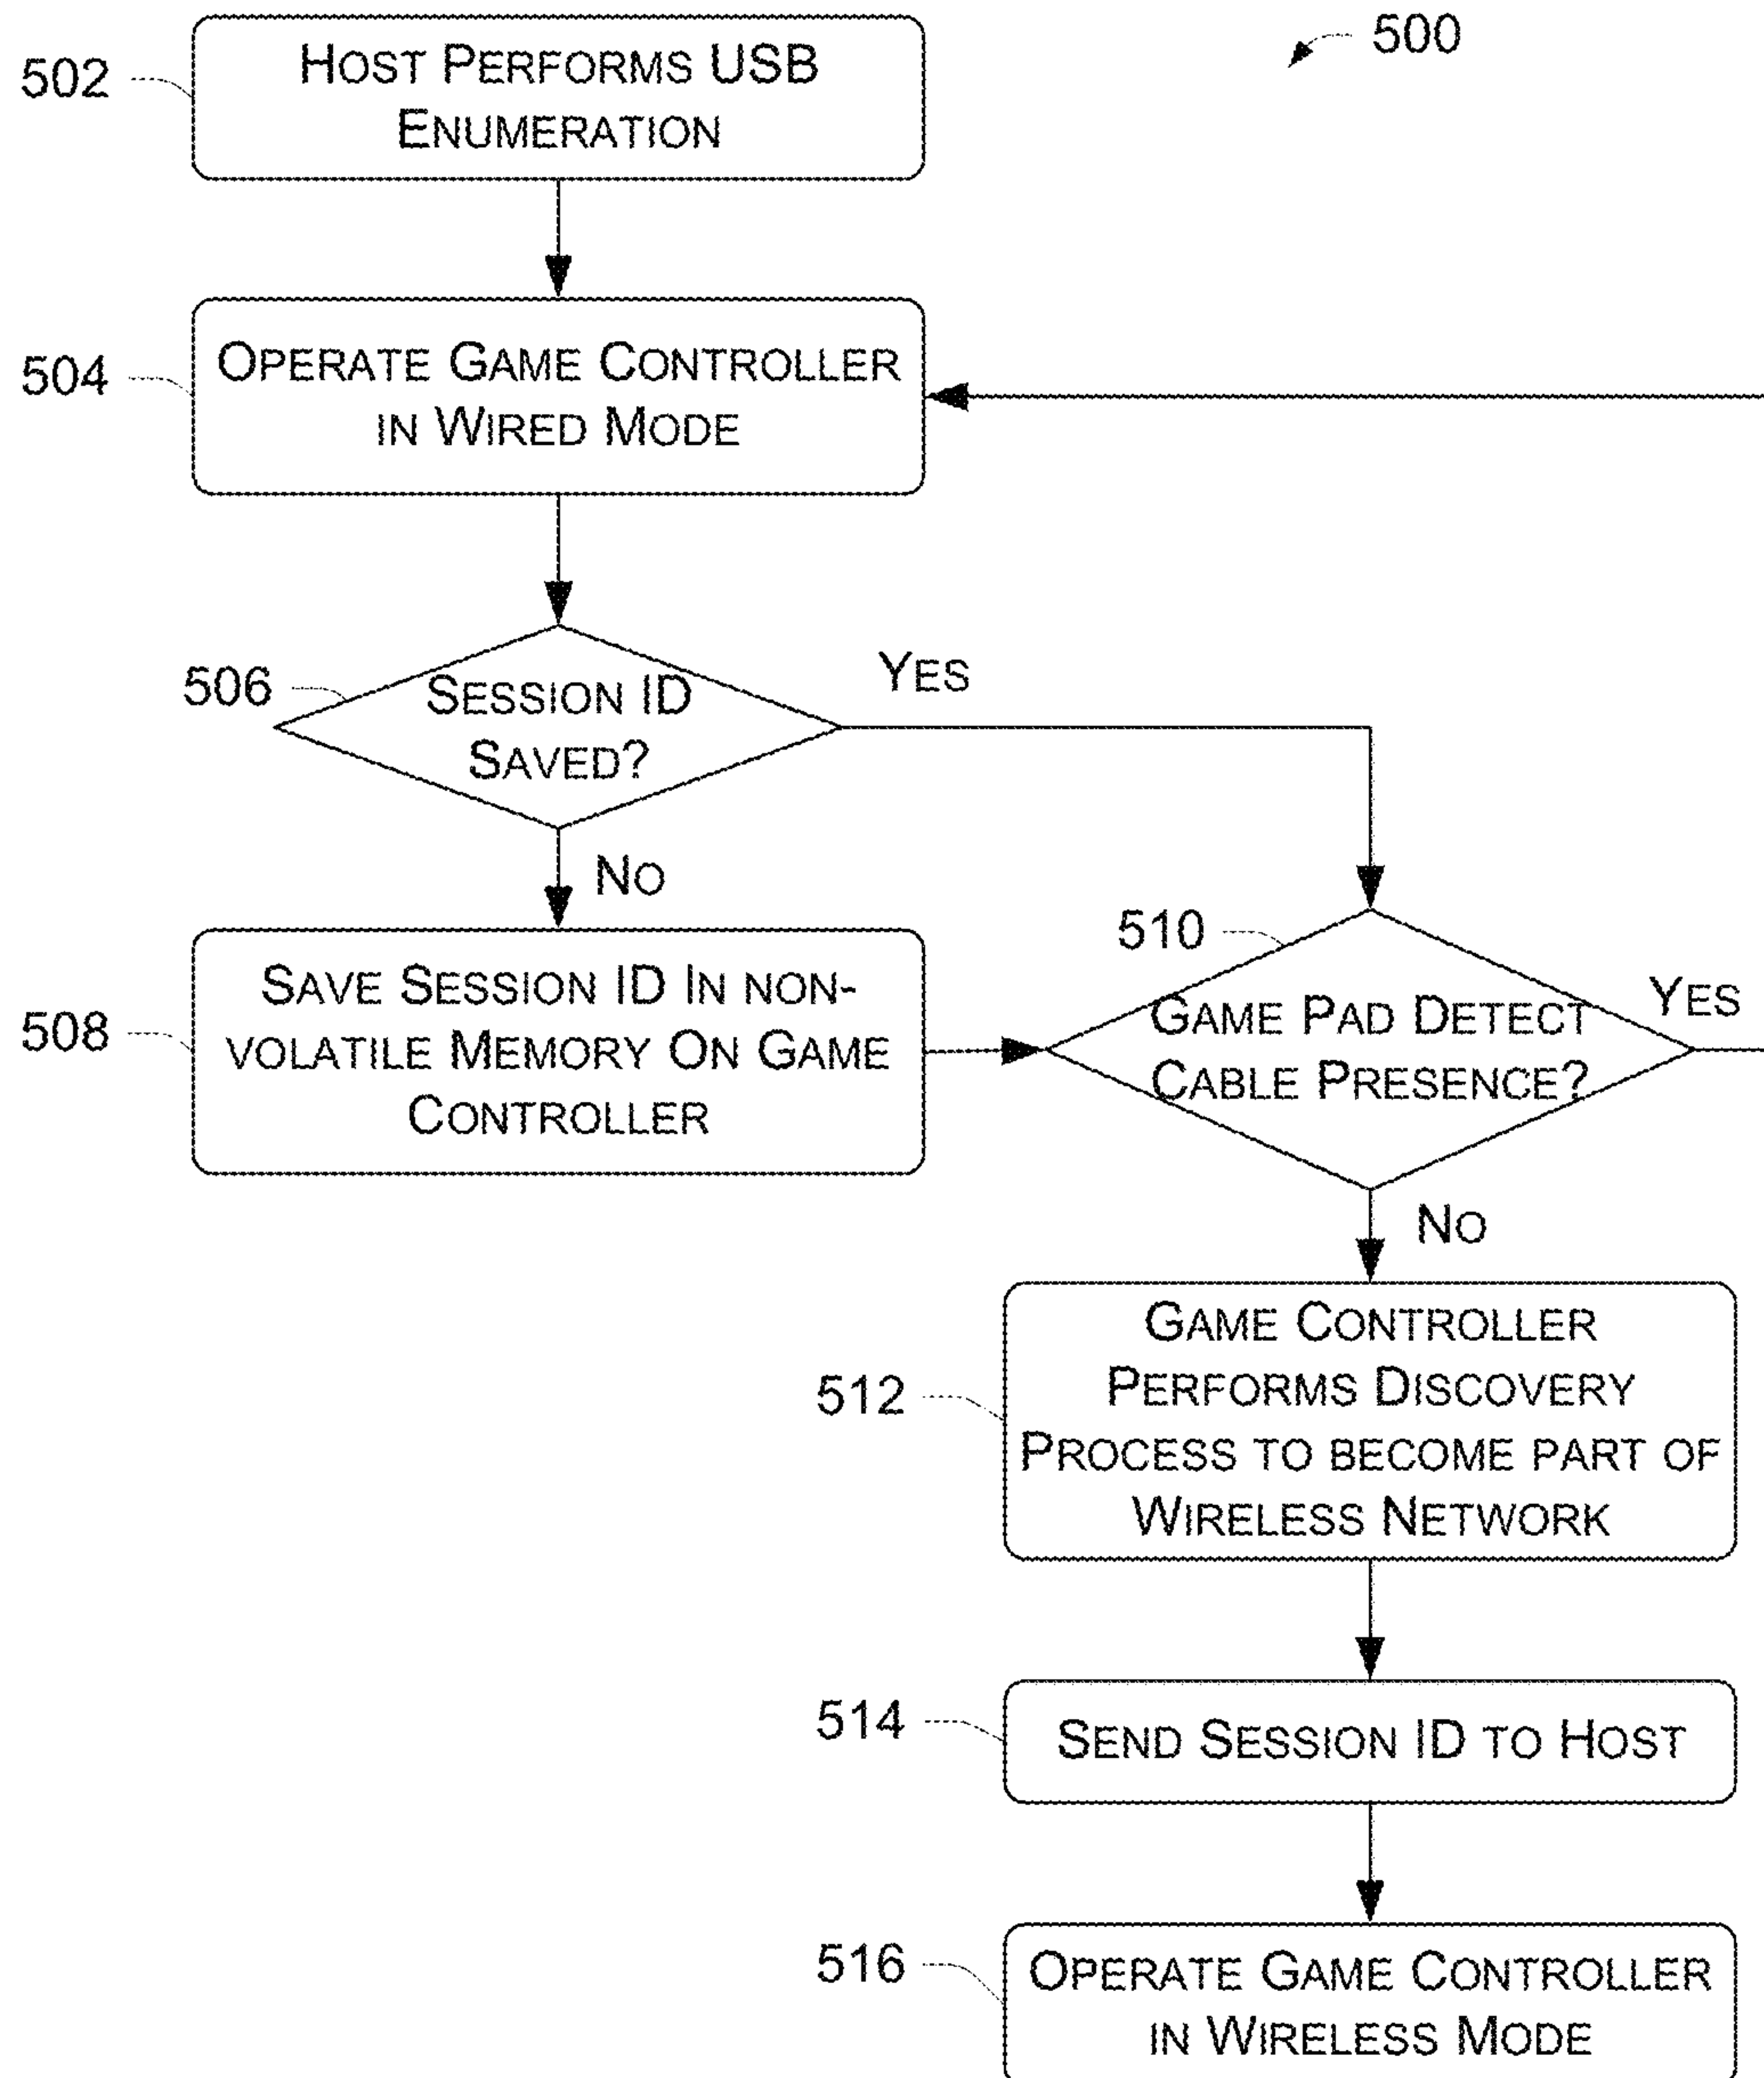 500
502
HOST PERFORMS USB
ENUMERATION
504
OPERATE GAME CONTROLLER
IN WIRED MODE
506
SESSION ID
SAVED?
YES
NO
508
SAVE SESSION ID IN NON-
VOLATILE MEMORY ON GAME
CONTROLLER
510
GAME PAD DETECT
CABLE PRESENCE?
YES
NO
512
GAME CONTROLLER
PERFORMS DISCOVERY
PROCESS TO BECOME PART OF
WIRELESS NETWORK
514
SEND SESSION ID TO HOST
516
OPERATE GAME CONTROLLER
IN WIRELESS MODE